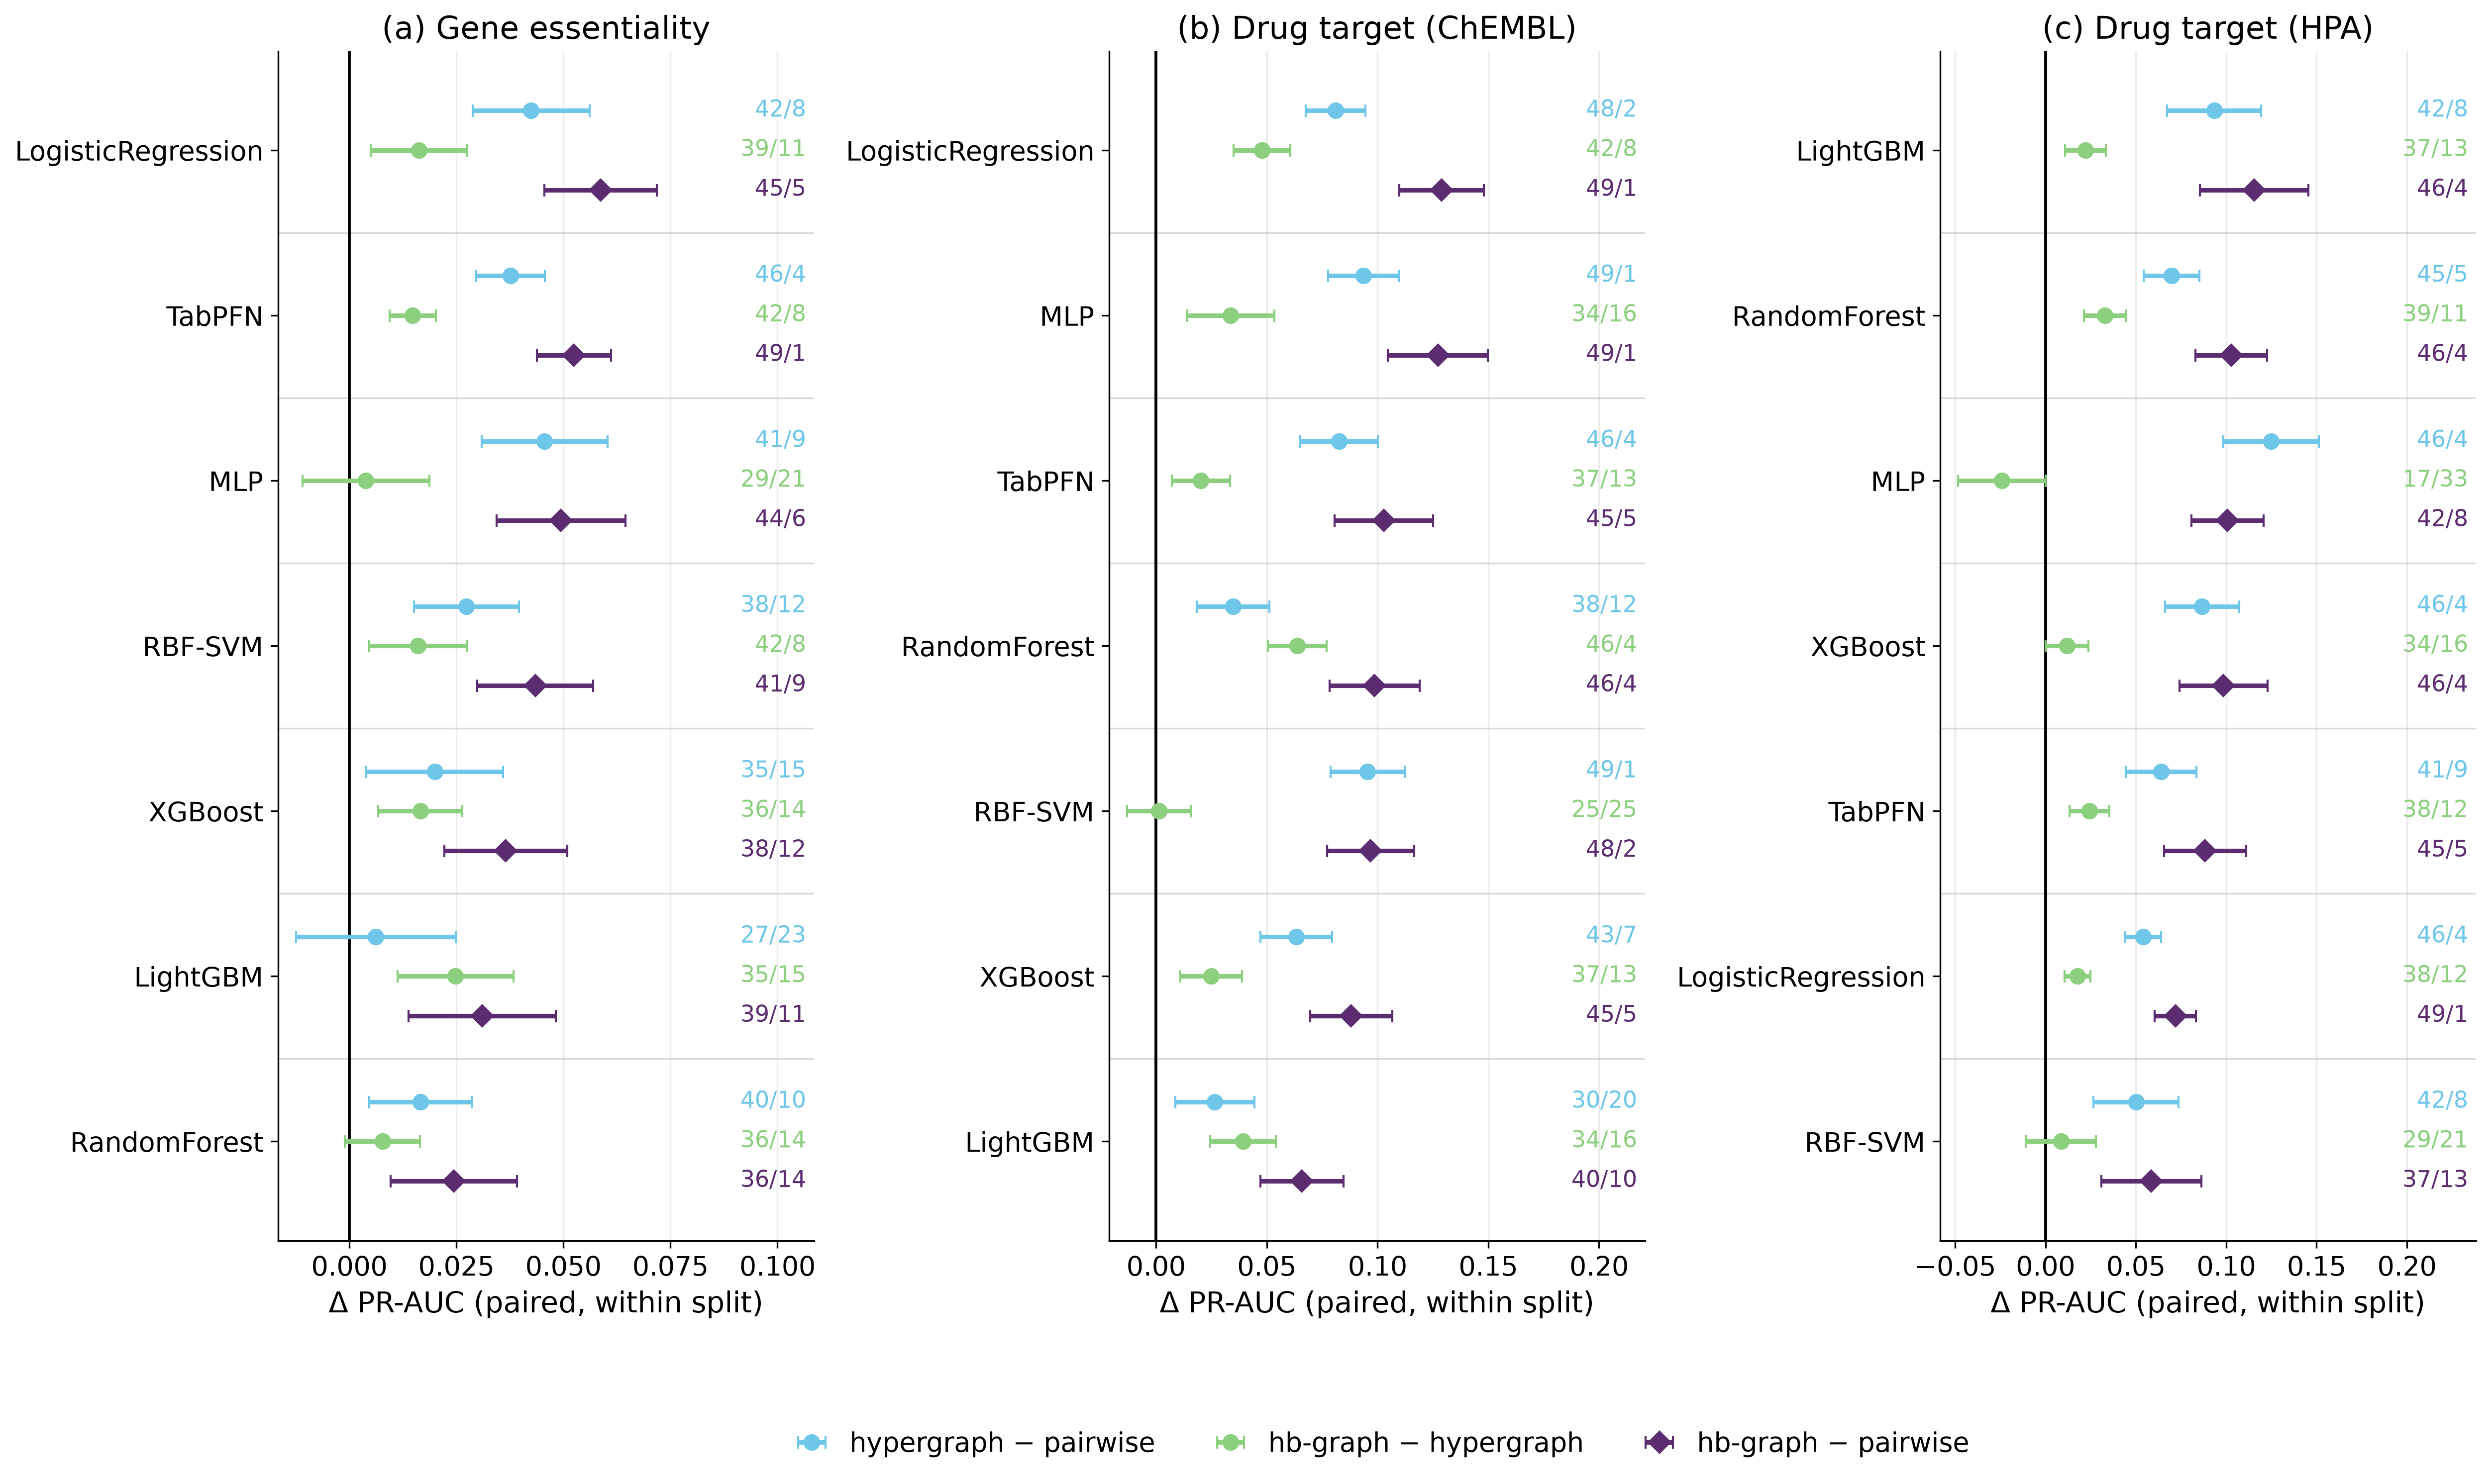 (a) Gene essentiality
LogisticRegression
42/8
39/11
45/5
TabPFN
46/4
42/8
49/1
MLP
41/9
29/21
44/6
RBF-SVM
38/12
42/8
41/9
XGBoost
35/15
36/14
38/12
LightGBM
27/23
35/15
39/11
RandomForest
40/10
36/14
36/14
0.000 0.025 0.050 0.075 0.100
Δ PR-AUC (paired, within split)
(b) Drug target (ChEMBL)
LogisticRegression
48/2
42/8
49/1
MLP
49/1
34/16
49/1
TabPFN
46/4
37/13
45/5
RandomForest
38/12
46/4
46/4
RBF-SVM
49/1
25/25
48/2
XGBoost
43/7
37/13
45/5
LightGBM
30/20
34/16
40/10
0.00 0.05 0.10 0.15 0.20
Δ PR-AUC (paired, within split)
(c) Drug target (HPA)
LightGBM
42/8
37/13
46/4
RandomForest
45/5
39/11
46/4
MLP
46/4
17/33
42/8
XGBoost
46/4
34/16
46/4
TabPFN
41/9
38/12
45/5
LogisticRegression
46/4
38/12
49/1
RBF-SVM
42/8
29/21
37/13
−0.05 0.00 0.05 0.10 0.15 0.20
Δ PR-AUC (paired, within split)
hypergraph − pairwise
hb-graph − hypergraph
hb-graph − pairwise